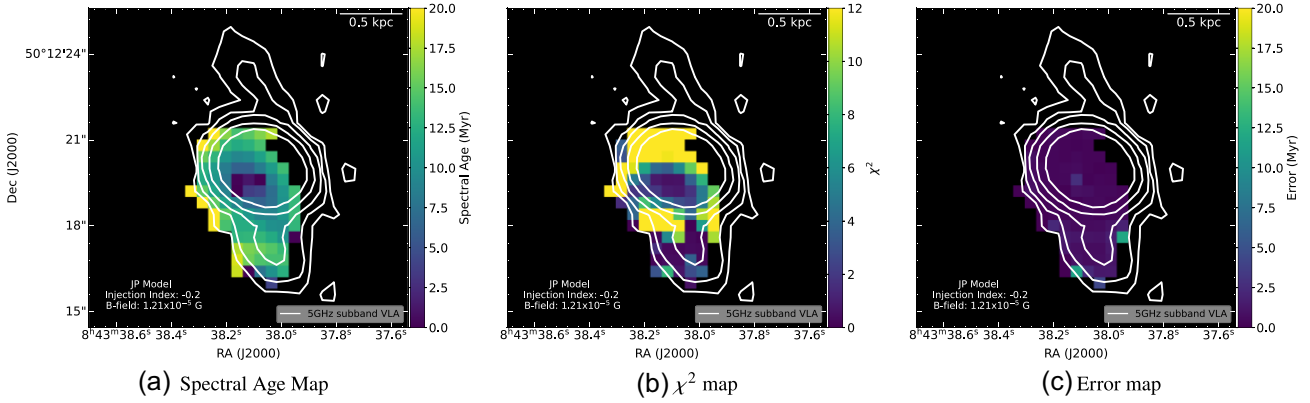 0.5 kpc
50°12'24"
21"
18"
15"
Dec (J2000)
JP Model
Injection Index: -0.2
B-field: 1.21x10⁻⁵ G
5GHz subband VLA
8ʰ43ᵐ38.6ˢ 38.4ˢ 38.2ˢ 38.0ˢ 37.8ˢ 37.6ˢ
RA (J2000)
20.0
17.5
15.0
12.5
10.0
7.5
5.0
2.5
0.0
Spectral Age (Myr)
(a) Spectral Age Map
0.5 kpc
JP Model
Injection Index: -0.2
B-field: 1.21x10⁻⁵ G
5GHz subband VLA
8ʰ43ᵐ38.6ˢ 38.4ˢ 38.2ˢ 38.0ˢ 37.8ˢ 37.6ˢ
RA (J2000)
12
10
8
6
4
2
0
χ²
(b) χ² map
0.5 kpc
JP Model
Injection Index: -0.2
B-field: 1.21x10⁻⁵ G
5GHz subband VLA
8ʰ43ᵐ38.6ˢ 38.4ˢ 38.2ˢ 38.0ˢ 37.8ˢ 37.6ˢ
RA (J2000)
20.0
17.5
15.0
12.5
10.0
7.5
5.0
2.5
0.0
Error (Myr)
(c) Error map